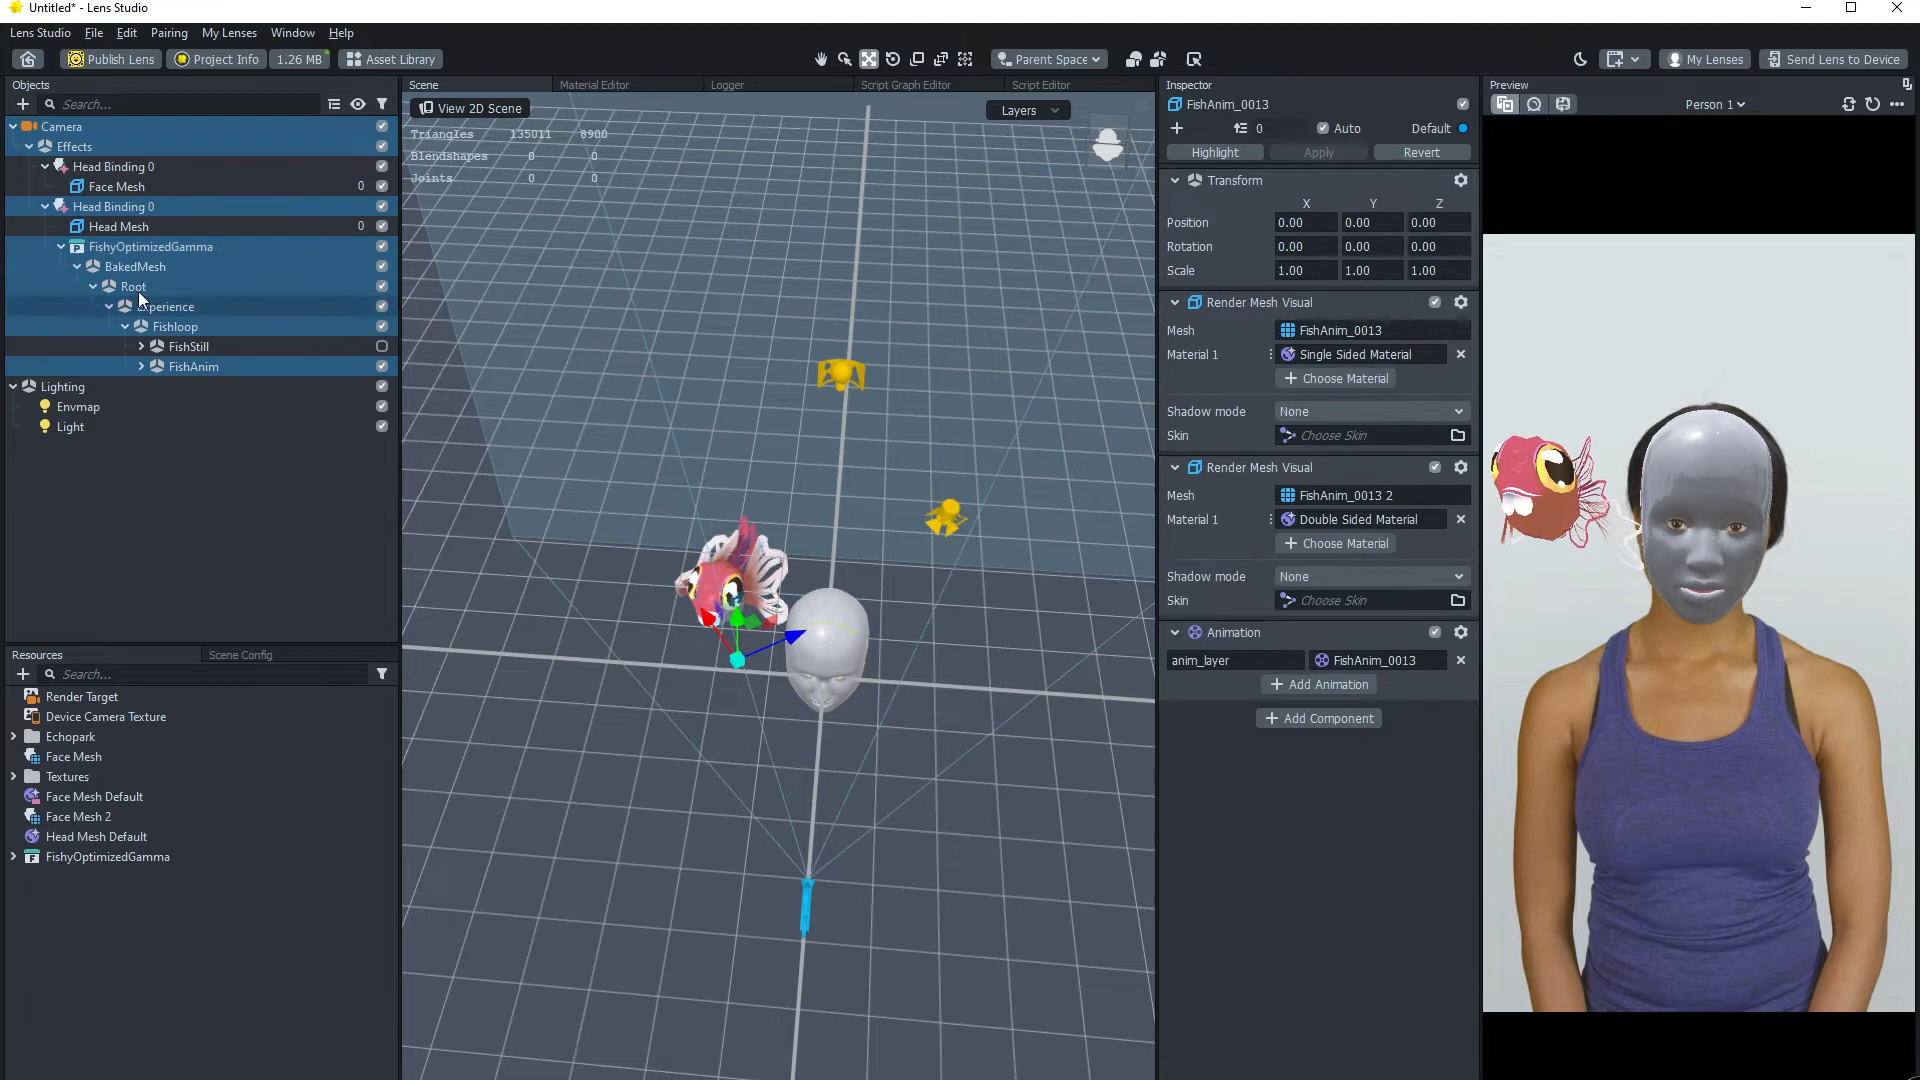 Untitled* - Lens Studio
Lens Studio File Edit Pairing My Lenses Window Help
Publish Lens Project Info 1.26 MB Asset Library Parent Space My Lenses Send Lens to Device
Objects
Search...
Camera
Effects
Head Binding 0
Face Mesh 0
Head Binding 0
Head Mesh 0
FishyOptimizedGamma
BakedMesh
Root
perience
Fishloop
FishStill
FishAnim
Lighting
Envmap
Light
Resources Scene Config
Search...
Render Target
Device Camera Texture
Echopark
Face Mesh
Textures
Face Mesh Default
Face Mesh 2
Head Mesh Default
FishyOptimizedGamma
Scene Material Editor Logger Script Graph Editor Script Editor
View 2D Scene Layers
Triangles 135011 8900
Blendshapes 0 0
Joints 0 0
Inspector
FishAnim_0013
0 Auto Default
Highlight Apply Revert
Transform
X Y Z
Position 0.00 0.00 0.00
Rotation 0.00 0.00 0.00
Scale 1.00 1.00 1.00
Render Mesh Visual
Mesh FishAnim_0013
Material 1 Single Sided Material
Choose Material
Shadow mode None
Skin Choose Skin
Render Mesh Visual
Mesh FishAnim_0013 2
Material 1 Double Sided Material
Choose Material
Shadow mode None
Skin Choose Skin
Animation
anim_layer FishAnim_0013
Add Animation
Add Component
Preview
Person 1